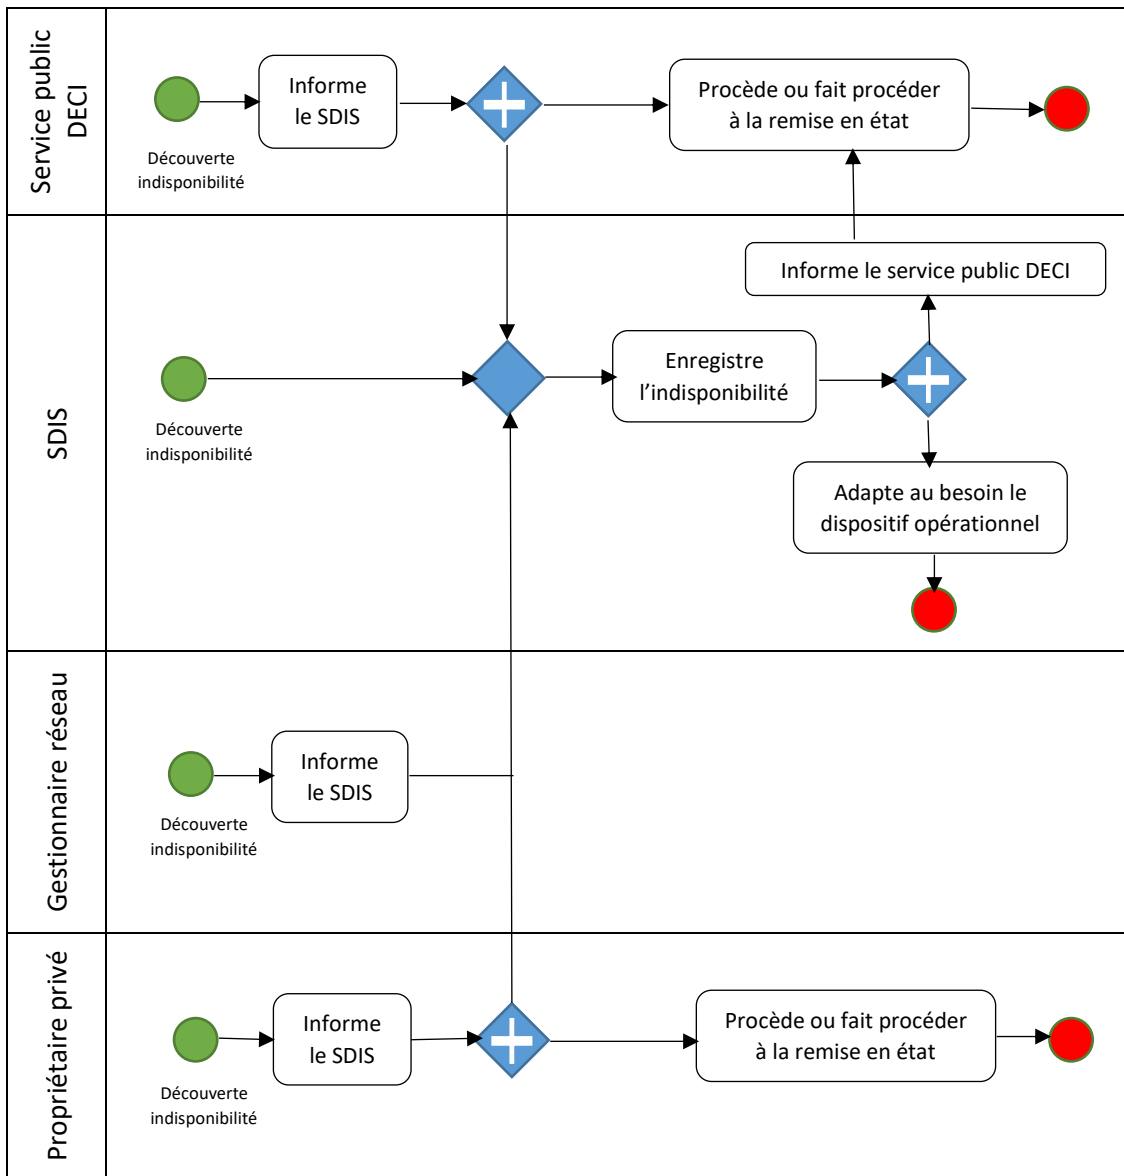 Service public
DECI
Informe
le SDIS
Découverte
indisponibilité
Procède ou fait procéder
à la remise en état
SDIS
Informe le service public DECI
Découverte
indisponibilité
Enregistre
l’indisponibilité
Adapte au besoin le
dispositif opérationnel
Gestionnaire réseau
Informe
le SDIS
Découverte
indisponibilité
Propriétaire privé
Informe
le SDIS
Découverte
indisponibilité
Procède ou fait procéder
à la remise en état